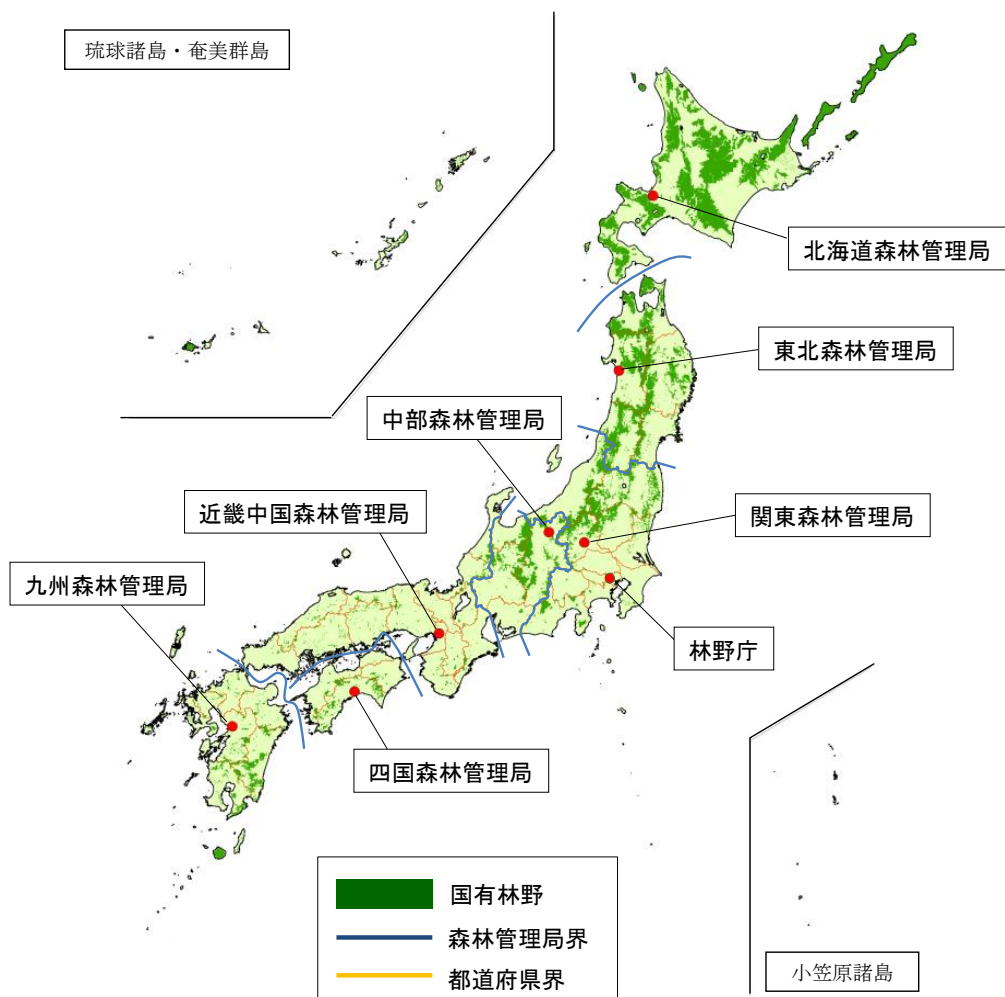 琉球諸島・奄美群島
北海道森林管理局
東北森林管理局
中部森林管理局
近畿中国森林管理局
関東森林管理局
九州森林管理局
林野庁
四国森林管理局
国有林野
森林管理局界
都道府県界
小笠原諸島